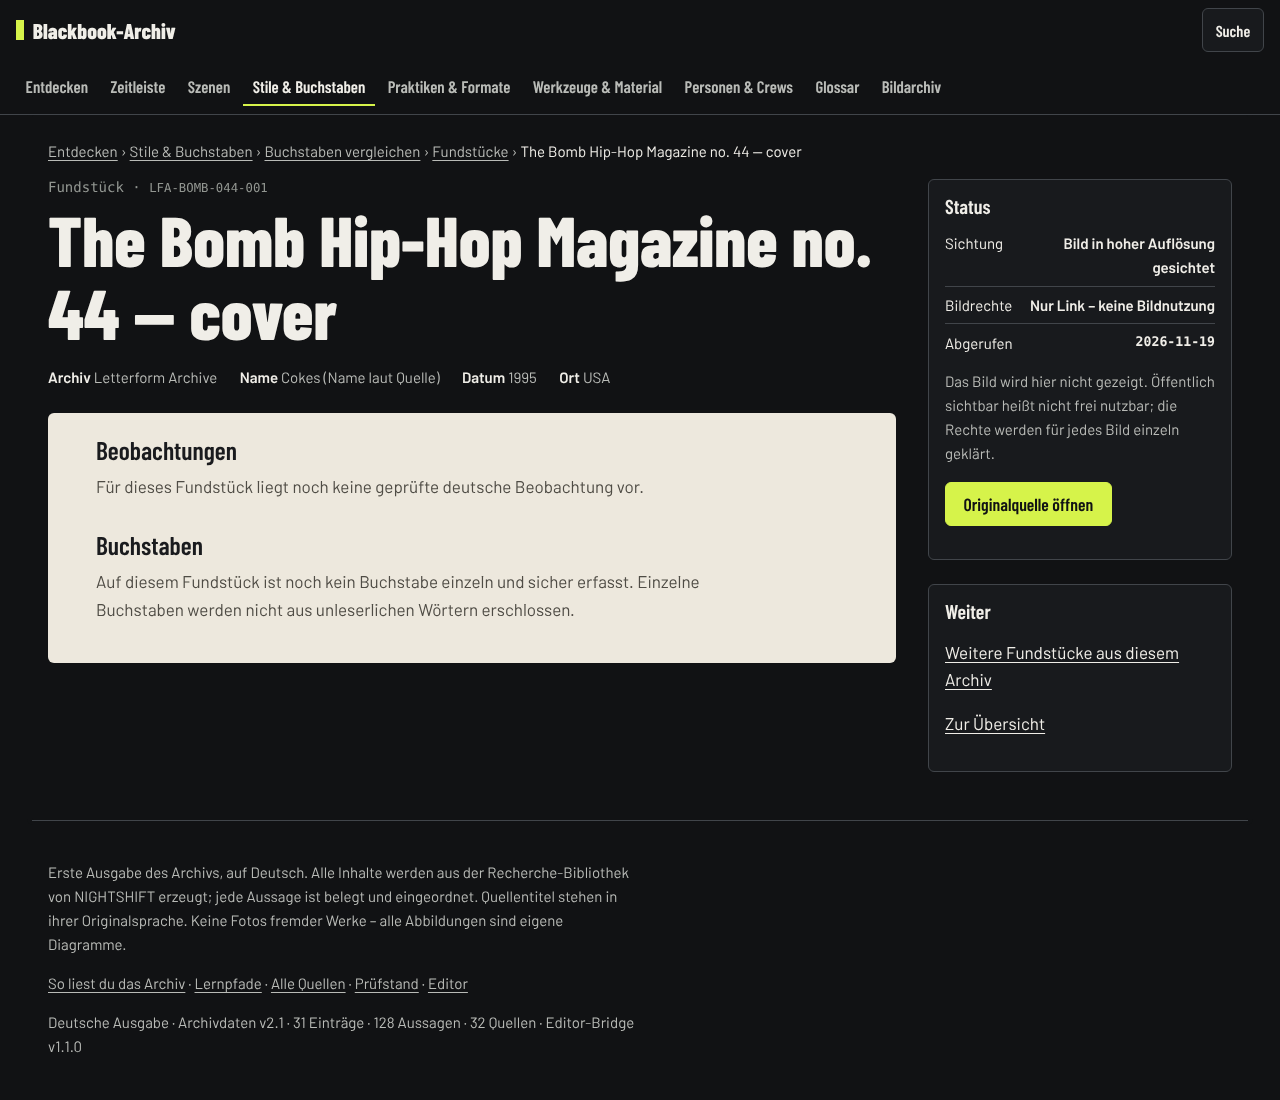 Blackbook-Archiv
Suche
Entdecken Zeitleiste Szenen Stile & Buchstaben Praktiken & Formate Werkzeuge & Material Personen & Crews Glossar Bildarchiv
Entdecken › Stile & Buchstaben › Buchstaben vergleichen › Fundstücke › The Bomb Hip-Hop Magazine no. 44 — cover
Fundstück · LFA-BOMB-044-001
The Bomb Hip-Hop Magazine no.
44 — cover
Archiv Letterform Archive Name Cokes (Name laut Quelle) Datum 1995 Ort USA
Beobachtungen
Für dieses Fundstück liegt noch keine geprüfte deutsche Beobachtung vor.
Buchstaben
Auf diesem Fundstück ist noch kein Buchstabe einzeln und sicher erfasst. Einzelne
Buchstaben werden nicht aus unleserlichen Wörtern erschlossen.
Status
Sichtung Bild in hoher Auflösung
gesichtet
Bildrechte Nur Link – keine Bildnutzung
Abgerufen 2026-11-19
Das Bild wird hier nicht gezeigt. Öffentlich
sichtbar heißt nicht frei nutzbar; die
Rechte werden für jedes Bild einzeln
geklärt.
Originalquelle öffnen
Weiter
Weitere Fundstücke aus diesem
Archiv
Zur Übersicht
Erste Ausgabe des Archivs, auf Deutsch. Alle Inhalte werden aus der Recherche-Bibliothek
von NIGHTSHIFT erzeugt; jede Aussage ist belegt und eingeordnet. Quellentitel stehen in
ihrer Originalsprache. Keine Fotos fremder Werke – alle Abbildungen sind eigene
Diagramme.
So liest du das Archiv · Lernpfade · Alle Quellen · Prüfstand · Editor
Deutsche Ausgabe · Archivdaten v2.1 · 31 Einträge · 128 Aussagen · 32 Quellen · Editor-Bridge
v1.1.0